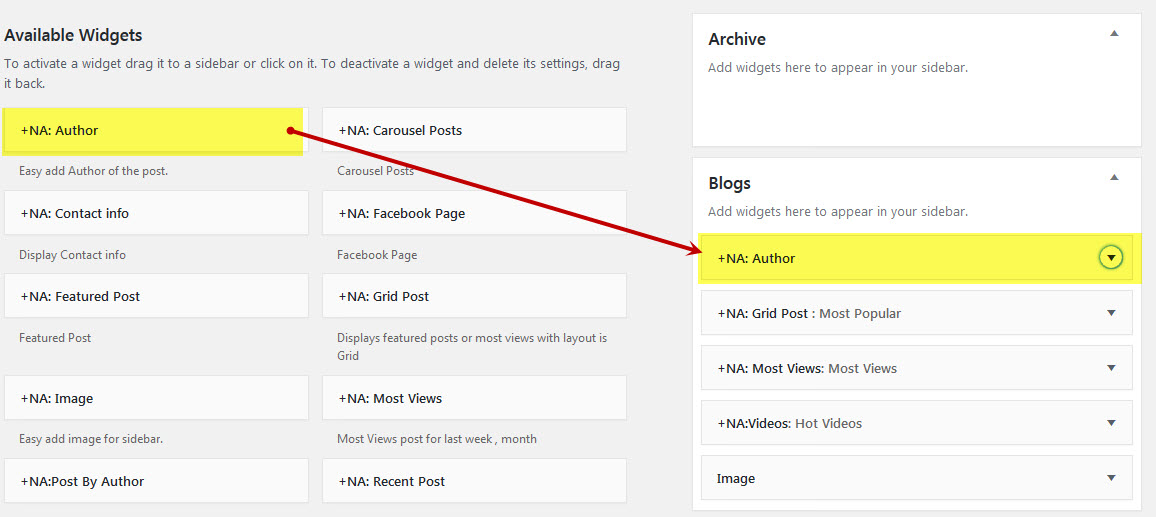 Available Widgets
To activate a widget drag it to a sidebar or click on it. To deactivate a widget and delete its settings, drag
it back.
+NA: Author
+NA: Carousel Posts
Easy add Author of the post.
Carousel Posts
+NA: Contact info
+NA: Facebook Page
Display Contact info
Facebook Page
+NA: Featured Post
+NA: Grid Post
Featured Post
Displays featured posts or most views with layout is
Grid
+NA: Image
+NA: Most Views
Easy add image for sidebar.
Most Views post for last week , month
+NA:Post By Author
+NA: Recent Post
Archive
Add widgets here to appear in your sidebar.
Blogs
Add widgets here to appear in your sidebar.
+NA: Author
+NA: Grid Post : Most Popular
+NA: Most Views: Most Views
+NA:Videos: Hot Videos
Image